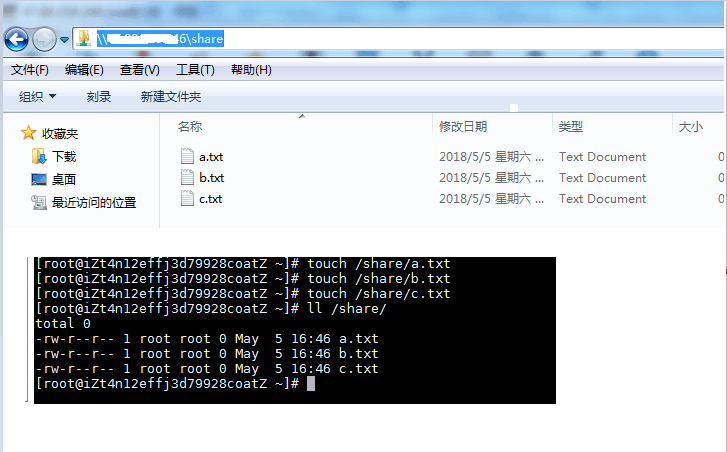 46\share
文件(F) 编辑(E) 查看(V) 工具(T) 帮助(H)
组织 刻录 新建文件夹
收藏夹
下载
桌面
最近访问的位置
名称 修改日期 类型 大小
a.txt 2018/5/5 星期六 ... Text Document 0
b.txt 2018/5/5 星期六 ... Text Document 0
c.txt 2018/5/5 星期六 ... Text Document 0
[root@iZt4n12effj3d79928coatZ ~]# touch /share/a.txt
[root@iZt4n12effj3d79928coatZ ~]# touch /share/b.txt
[root@iZt4n12effj3d79928coatZ ~]# touch /share/c.txt
[root@iZt4n12effj3d79928coatZ ~]# ll /share/
total 0
-rw-r--r-- 1 root root 0 May  5 16:46 a.txt
-rw-r--r-- 1 root root 0 May  5 16:46 b.txt
-rw-r--r-- 1 root root 0 May  5 16:46 c.txt
[root@iZt4n12effj3d79928coatZ ~]#